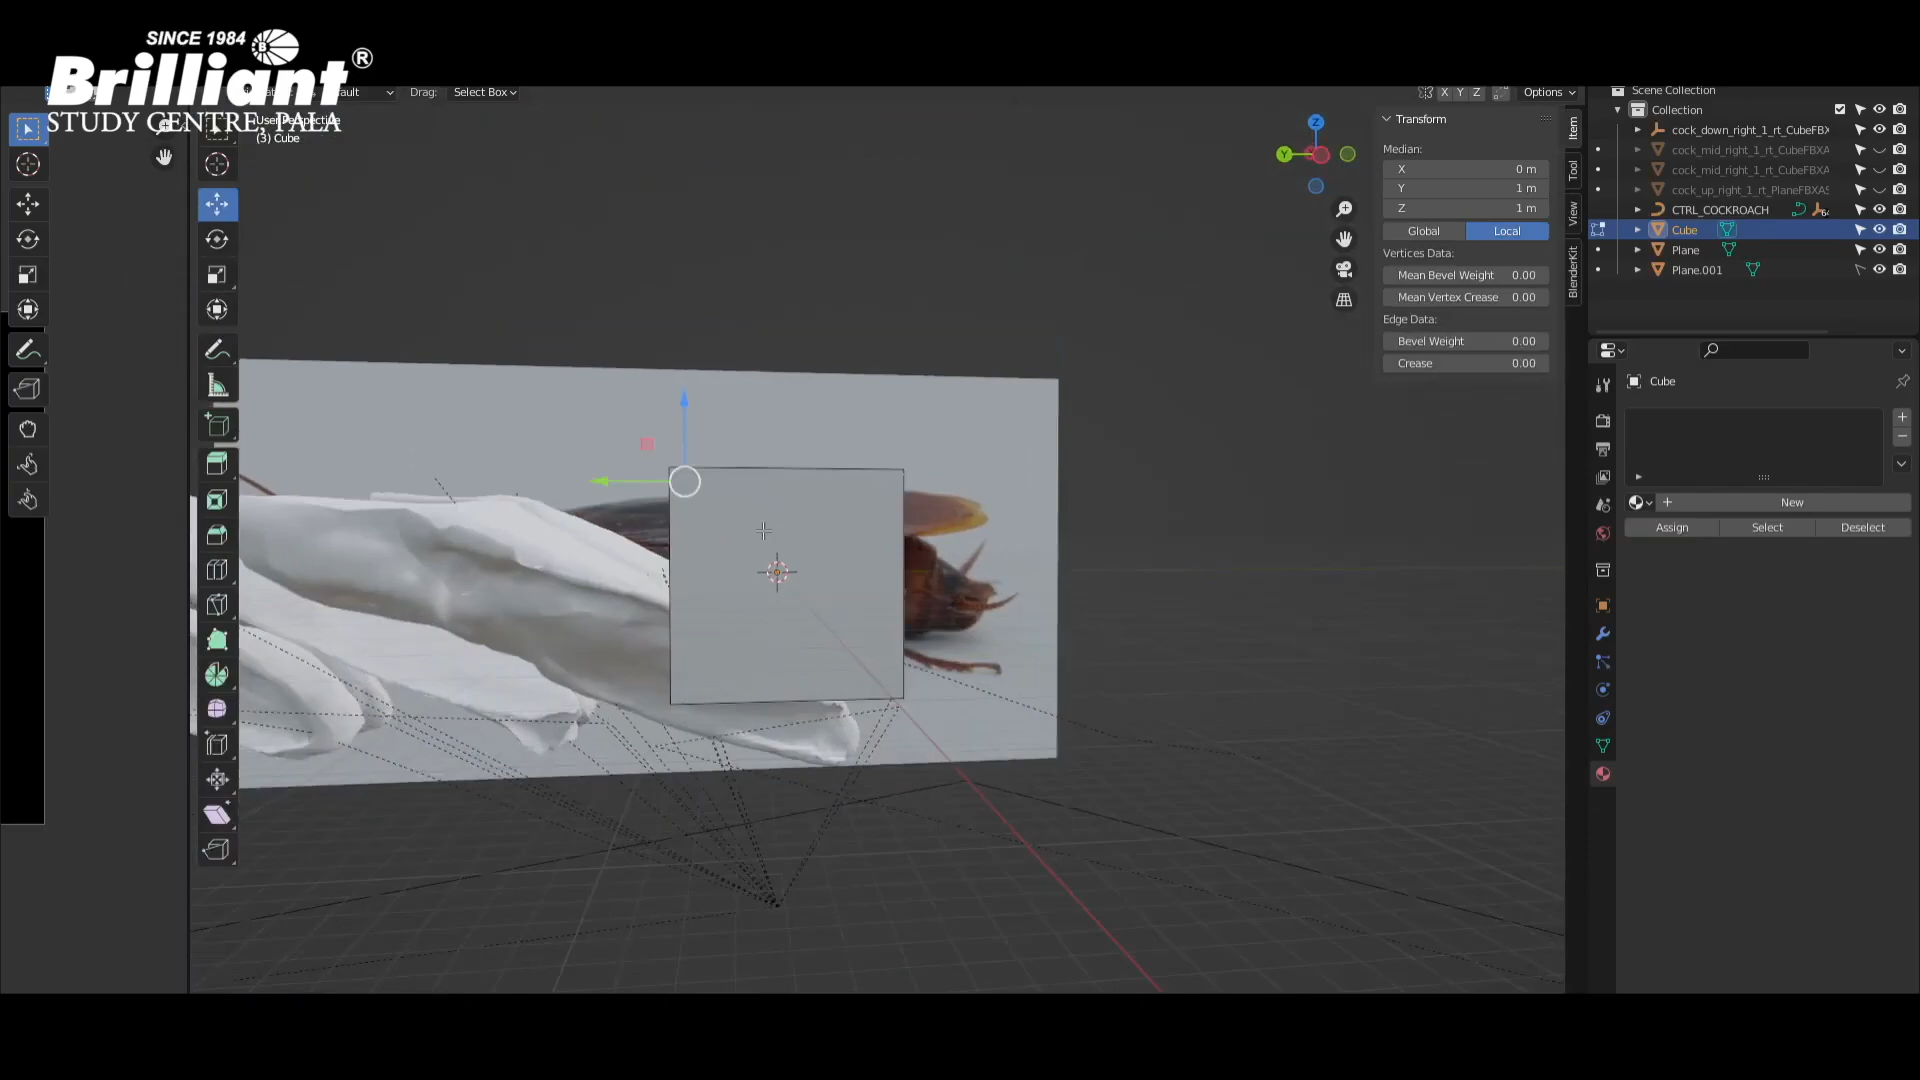 SINCE 1984
Brilliant ®
STUDY CENTRE, PALA
Drag: Select Box
X Y Z
Options
User Perspective
(3) Cube
Z
Y
Transform
Median:
X 0 m
Y 1 m
Z 1 m
Global Local
Vertices Data:
Mean Bevel Weight 0.00
Mean Vertex Crease 0.00
Edge Data:
Bevel Weight 0.00
Crease 0.00
Item
Tool
View
BlenderKit
Scene Collection
Collection
cock_down_right_1_rt_CubeFBX
cock_mid_right_1_rt_CubeFBXA
cock_mid_right_1_rt_CubeFBXA
cock_up_right_1_rt_PlaneFBXAS
CTRL_COCKROACH
Cube
Plane
Plane.001
Cube
New
Assign Select Deselect